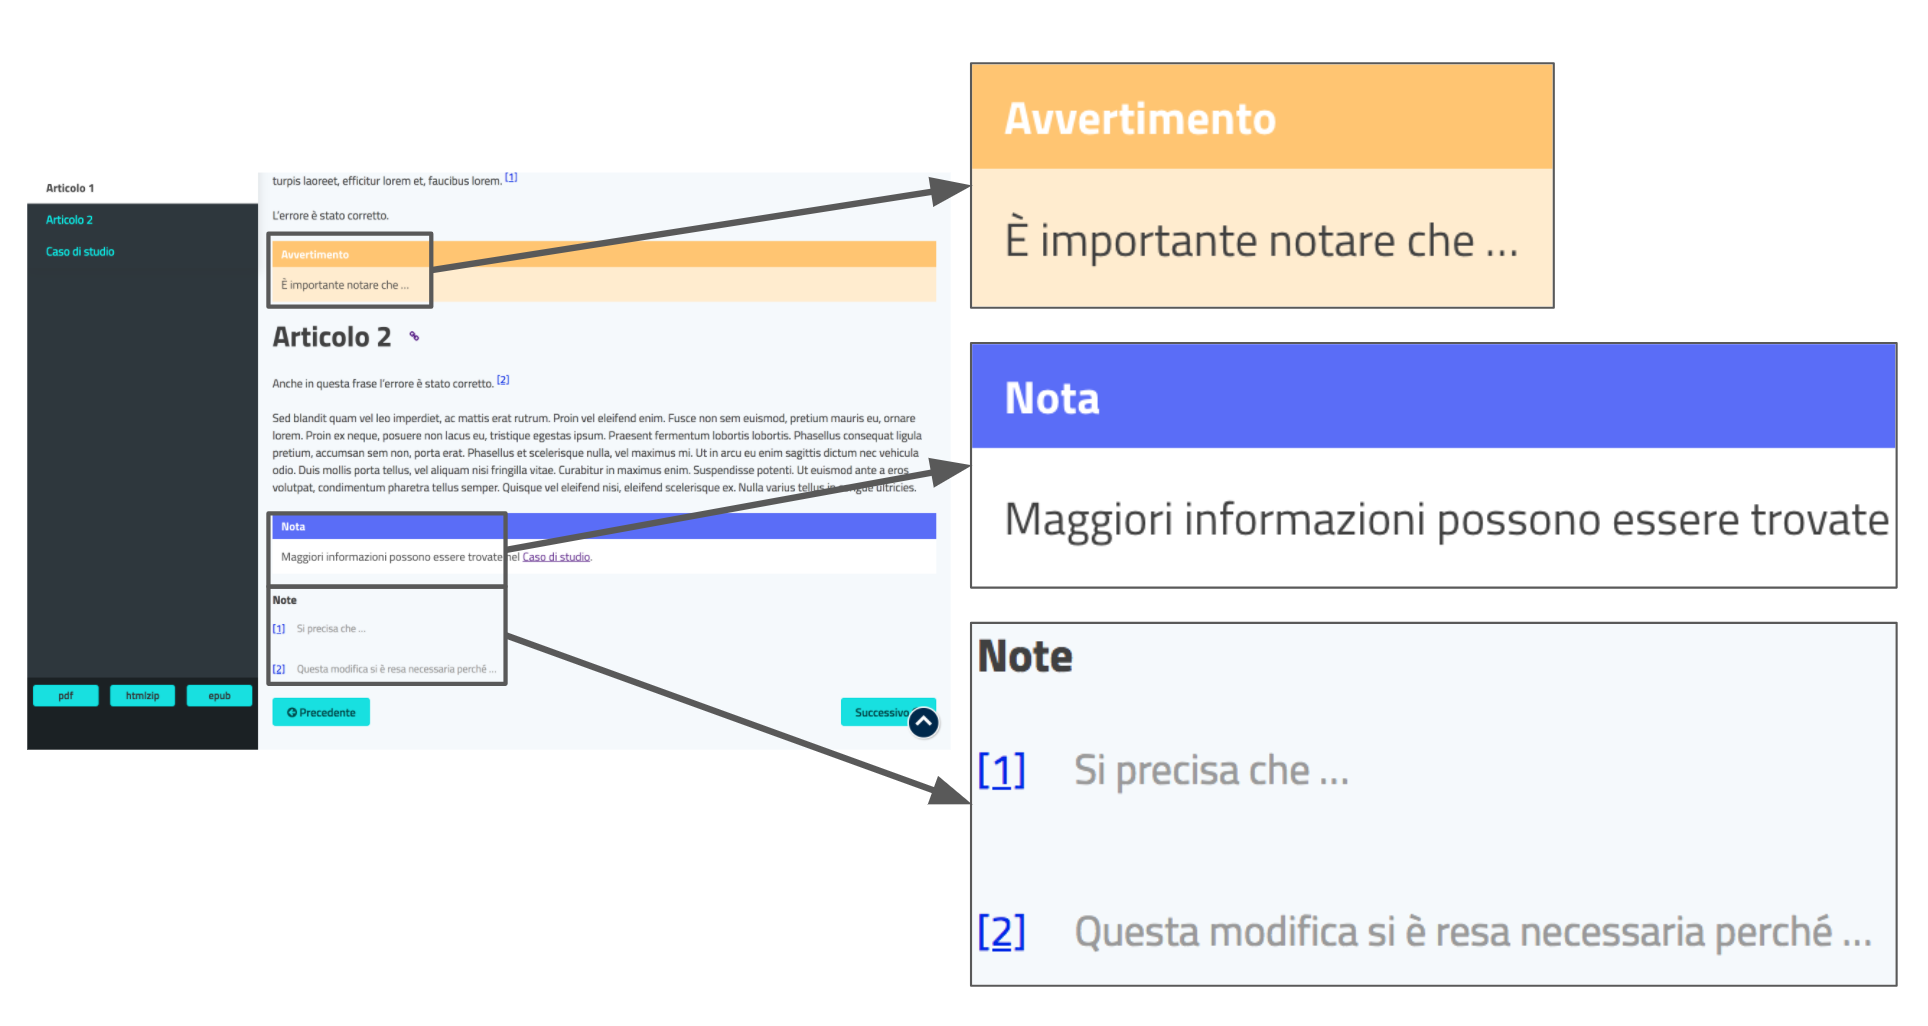 Articolo 1
Articolo 2
Caso di studio
pdf
htmlzip
epub
turpis laoreet, efficitur lorem et, faucibus lorem. [1]
L'errore è stato corretto.
Avvertimento
È importante notare che ...
Articolo 2
Anche in questa frase l'errore è stato corretto. [2]
Sed blandit quam vel leo imperdiet, ac mattis erat rutrum. Proin vel eleifend enim. Fusce non sem euismod, pretium mauris eu, ornare
lorem. Proin ex neque, posuere non lacus eu, tristique egestas ipsum. Praesent fermentum lobortis lobortis. Phasellus consequat ligula
pretium, accumsan sem non, porta erat. Phasellus et scelerisque nulla, vel maximus mi. Ut in arcu eu enim sagittis dictum nec vehicula
odio. Duis mollis porta tellus, vel aliquam nisi fringilla vitae. Curabitur in maximus enim. Suspendisse potenti. Ut euismod ante a eros
volutpat, condimentum pharetra tellus semper. Quisque vel eleifend nisi, eleifend scelerisque ex. Nulla varius tellus in congue ultricies.
Nota
Maggiori informazioni possono essere trovate nel Caso di studio.
Note
[1] Si precisa che ...
[2] Questa modifica si è resa necessaria perché ...
Precedente
Successivo
Avvertimento
È importante notare che ...
Nota
Maggiori informazioni possono essere trovate
Note
[1] Si precisa che ...
[2] Questa modifica si è resa necessaria perché ...